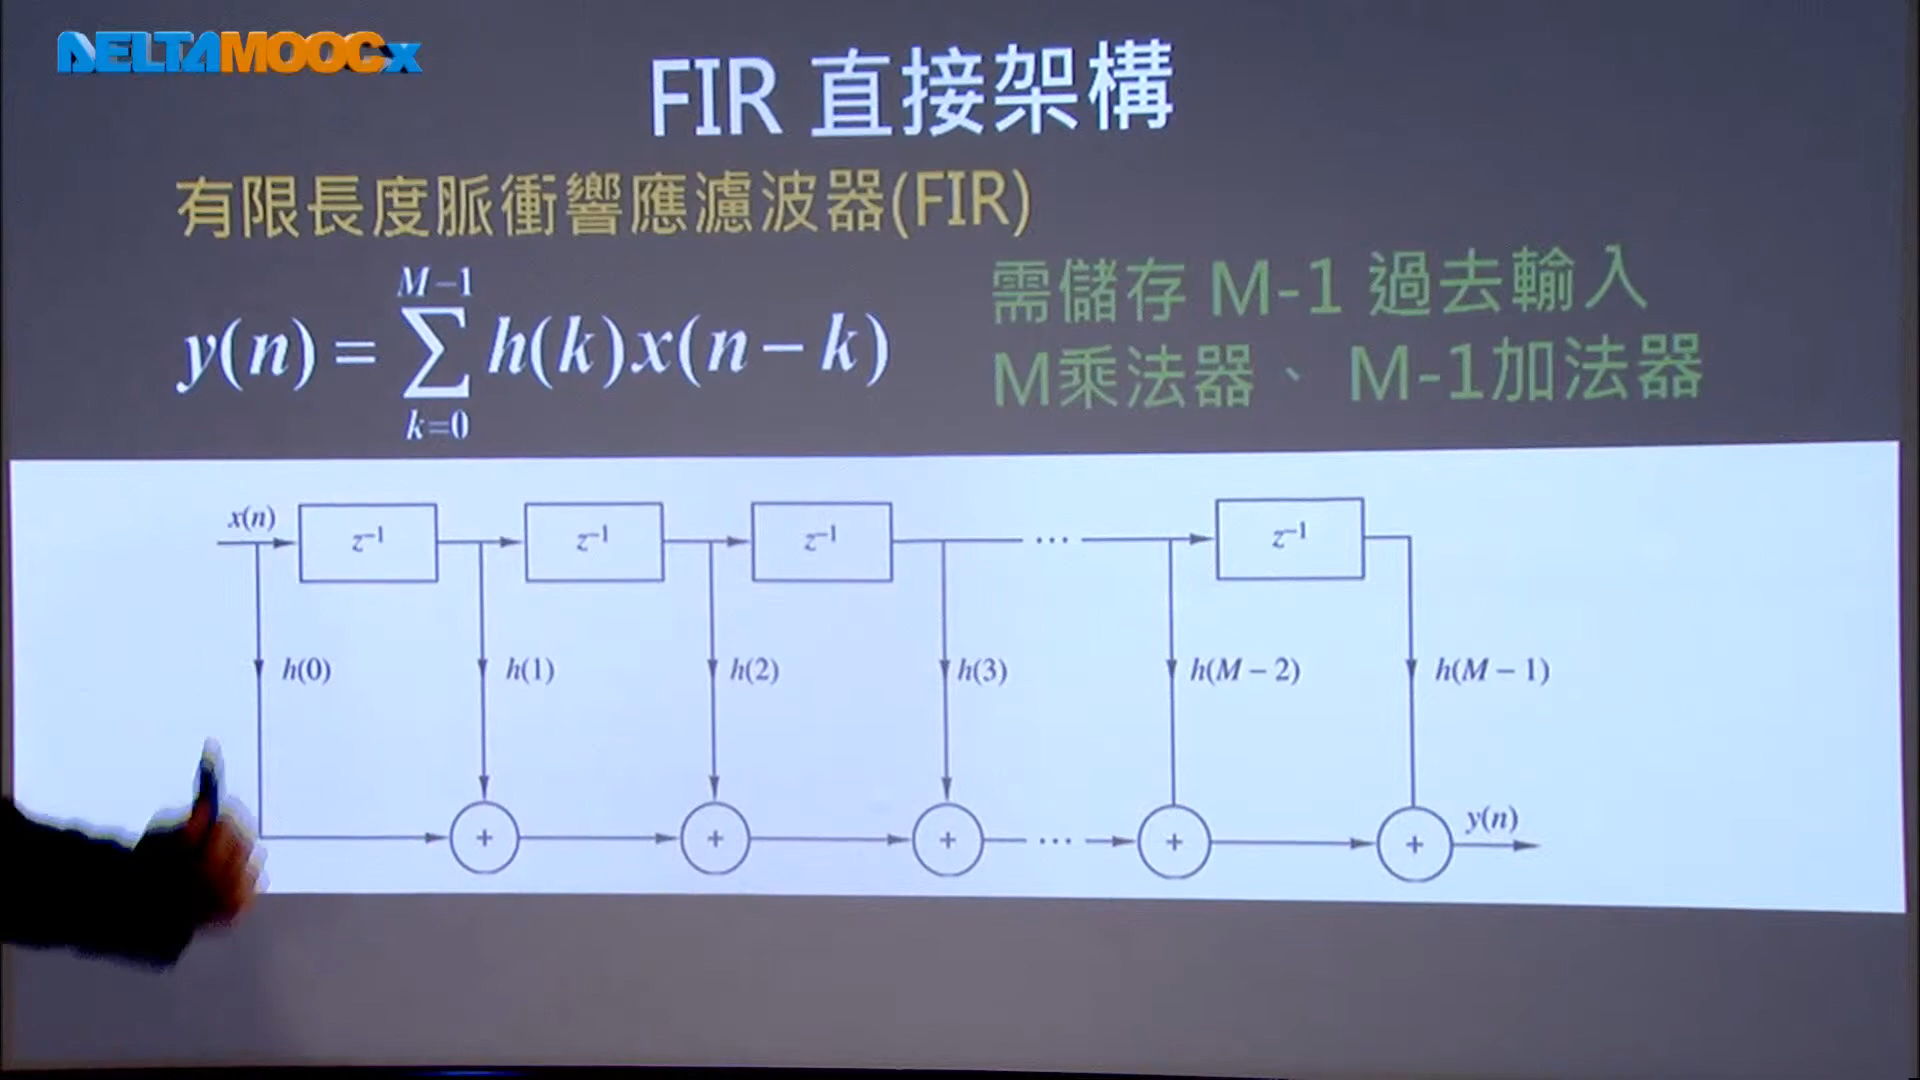 DELTAMOOCx
FIR 直接架構
有限長度脈衝響應濾波器(FIR)
y(n) = \sum_{k=0}^{M-1} h(k)x(n-k)
需儲存 M-1 過去輸入
M乘法器、 M-1加法器
x(n) z⁻¹ z⁻¹ z⁻¹ ··· z⁻¹
h(0) h(1) h(2) h(3) h(M – 2) h(M – 1)
+ + + ··· + + y(n)